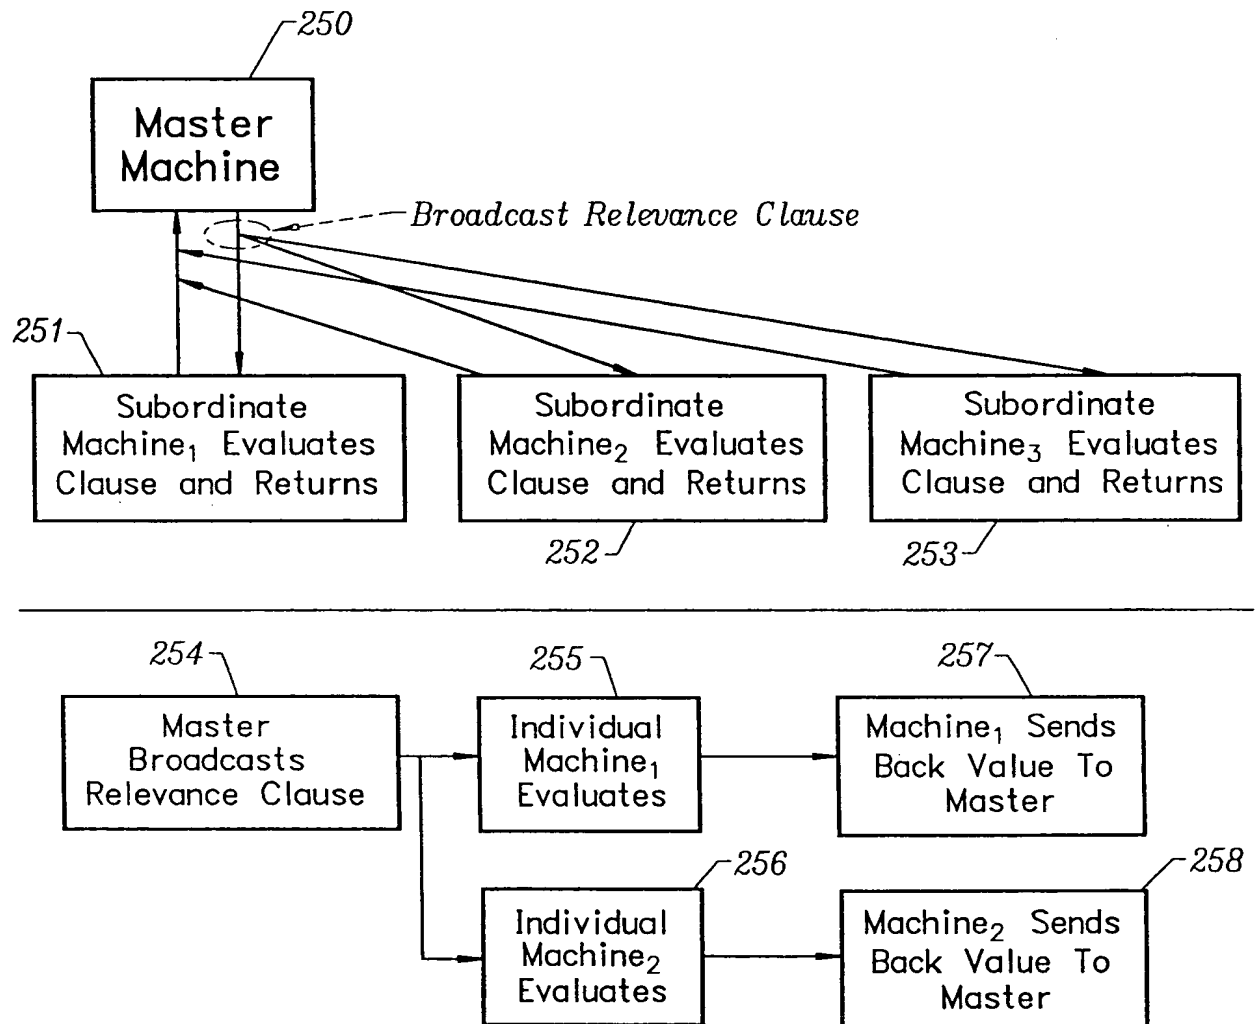 250
Master
Machine
Broadcast Relevance Clause
251
Subordinate
Machine₁ Evaluates
Clause and Returns
Subordinate
Machine₂ Evaluates
Clause and Returns
252
Subordinate
Machine₃ Evaluates
Clause and Returns
253
254
Master
Broadcasts
Relevance Clause
255
Individual
Machine₁
Evaluates
257
Machine₁ Sends
Back Value To
Master
256
Individual
Machine₂
Evaluates
258
Machine₂ Sends
Back Value To
Master